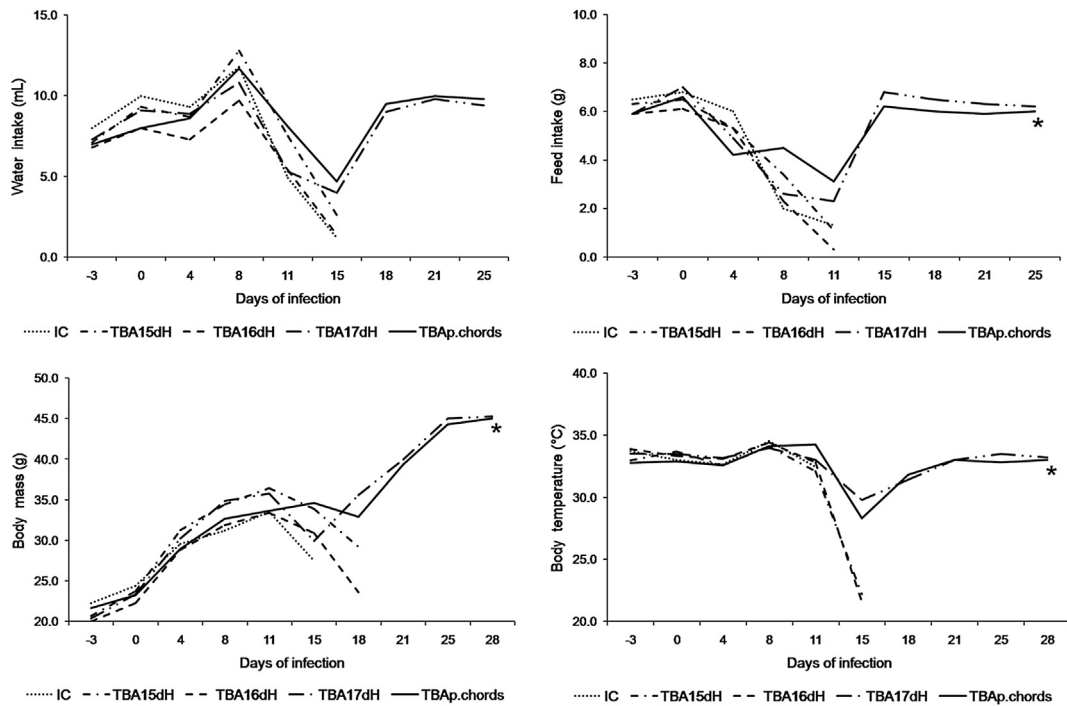 15.0
10.0
5.0
0.0
Water intake (mL)
-3 0 4 8 11 15 18 21 25
Days of infection
IC TBA15dH TBA16dH TBA17dH TBAp.chords
10.0
8.0
6.0
4.0
2.0
0.0
Feed intake (g)
*
-3 0 4 8 11 15 18 21 25
Days of infection
IC TBA15dH TBA16dH TBA17dH TBAp.chords
50.0
45.0
40.0
35.0
30.0
25.0
20.0
Body mass (g)
*
-3 0 4 8 11 15 18 21 25 28
Days of infection
IC TBA15dH TBA16dH TBA17dH TBAp.chords
40.0
35.0
30.0
25.0
20.0
Body temperature (°C)
*
-3 0 4 8 11 15 18 21 25 28
Days of infection
IC TBA15dH TBA16dH TBA17dH TBAp.chords